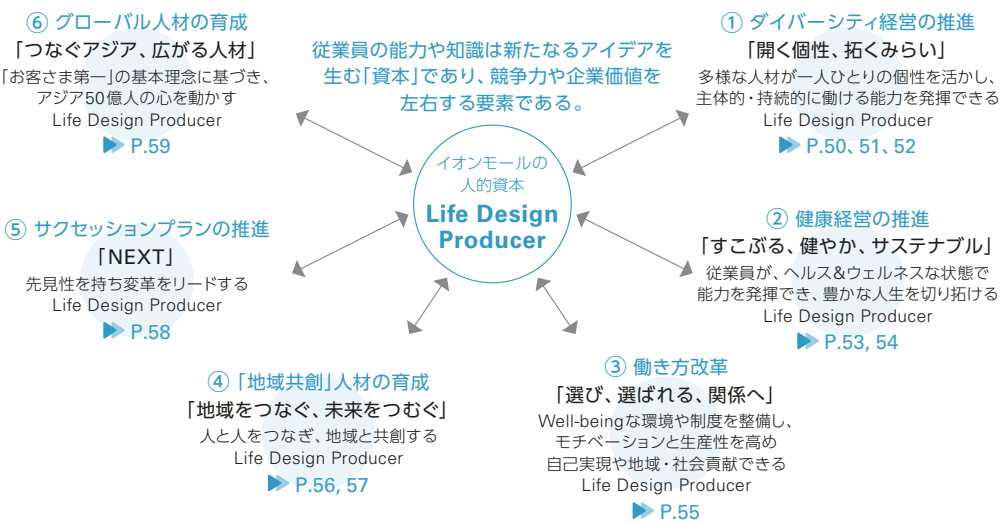 従業員の能力や知識は新たなるアイデアを
生む「資本」であり、競争力や企業価値を
左右する要素である。
イオンモールの
人的資本
Life Design
Producer
① ダイバーシティ経営の推進
「開く個性、拓くみらい」
多様な人材が一人ひとりの個性を活かし、
主体的・持続的に働ける能力を発揮できる
Life Design Producer
P.50、51、52
② 健康経営の推進
「すこぶる、健やか、サステナブル」
従業員が、ヘルス&ウェルネスな状態で
能力を発揮でき、豊かな人生を切り拓ける
Life Design Producer
P.53, 54
③ 働き方改革
「選び、選ばれる、関係へ」
Well-beingな環境や制度を整備し、
モチベーションと生産性を高め
自己実現や地域・社会貢献できる
Life Design Producer
P.55
④ 「地域共創」人材の育成
「地域をつなぐ、未来をつむぐ」
人と人をつなぎ、地域と共創する
Life Design Producer
P.56, 57
⑤ サクセッションプランの推進
「NEXT」
先見性を持ち変革をリードする
Life Design Producer
P.58
⑥ グローバル人材の育成
「つなぐアジア、広がる人材」
「お客さま第一」の基本理念に基づき、
アジア50億人の心を動かす
Life Design Producer
P.59